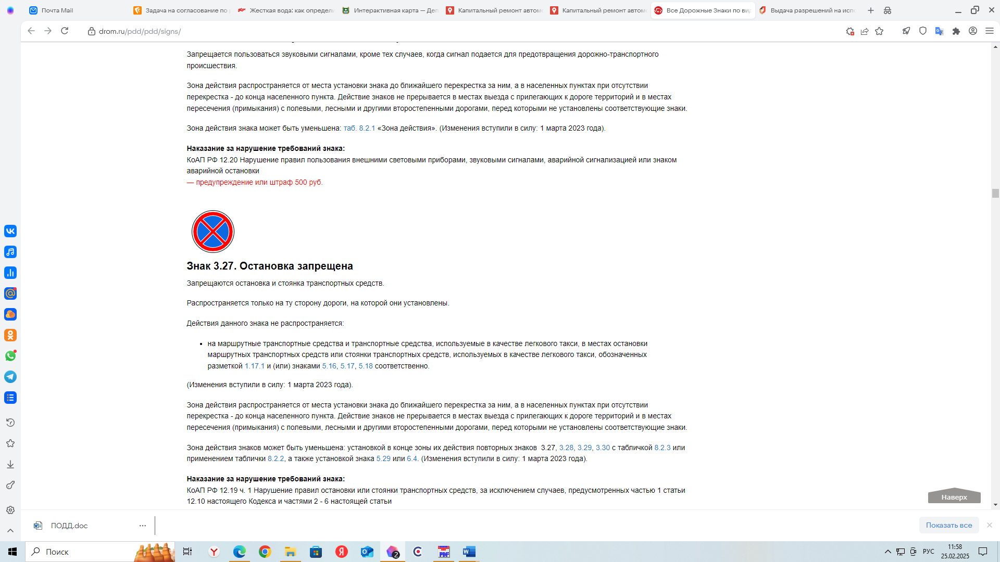 Почта Mail
Задача на согласование по
Жесткая вода: как определи
Интерактивная карта — Деп
Капитальный ремонт автомо
Капитальный ремонт автомо
Все Дорожные Знаки по вид
Выдача разрешений на испо
drom.ru/pdd/pdd/signs/
Запрещается пользоваться звуковыми сигналами, кроме тех случаев, когда сигнал подается для предотвращения дорожно-транспортного
происшествия.
Зона действия распространяется от места установки знака до ближайшего перекрестка за ним, а в населенных пунктах при отсутствии
перекрестка - до конца населенного пункта. Действие знаков не прерывается в местах выезда с прилегающих к дороге территорий и в местах
пересечения (примыкания) с полевыми, лесными и другими второстепенными дорогами, перед которыми не установлены соответствующие знаки.
Зона действия знака может быть уменьшена: таб. 8.2.1 «Зона действия». (Изменения вступили в силу: 1 марта 2023 года).
Наказание за нарушение требований знака:
КоАП РФ 12.20 Нарушение правил пользования внешними световыми приборами, звуковыми сигналами, аварийной сигнализацией или знаком
аварийной остановки
— предупреждение или штраф 500 руб.
Знак 3.27. Остановка запрещена
Запрещаются остановка и стоянка транспортных средств.
Распространяется только на ту сторону дороги, на которой они установлены.
Действия данного знака не распространяется:
• на маршрутные транспортные средства и транспортные средства, используемые в качестве легкового такси, в местах остановки
маршрутных транспортных средств или стоянки транспортных средств, используемых в качестве легкового такси, обозначенных
разметкой 1.17.1 и (или) знаками 5.16, 5.17, 5.18 соответственно.
(Изменения вступили в силу: 1 марта 2023 года).
Зона действия распространяется от места установки знака до ближайшего перекрестка за ним, а в населенных пунктах при отсутствии
перекрестка - до конца населенного пункта. Действие знаков не прерывается в местах выезда с прилегающих к дороге территорий и в местах
пересечения (примыкания) с полевыми, лесными и другими второстепенными дорогами, перед которыми не установлены соответствующие знаки.
Зона действия знаков может быть уменьшена: установкой в конце зоны их действия повторных знаков 3.27, 3.28, 3.29, 3.30 с табличкой 8.2.3 или
применением таблички 8.2.2, а также установкой знака 5.29 или 6.4. (Изменения вступили в силу: 1 марта 2023 года).
Наказание за нарушение требований знака:
КоАП РФ 12.19 ч. 1 Нарушение правил остановки или стоянки транспортных средств, за исключением случаев, предусмотренных частью 1 статьи
12.10 настоящего Кодекса и частями 2 - 6 настоящей статьи
Наверх
ПОДД.doc
...
Показать все
Поиск
2
PDF
РУС
11:58
25.02.2025